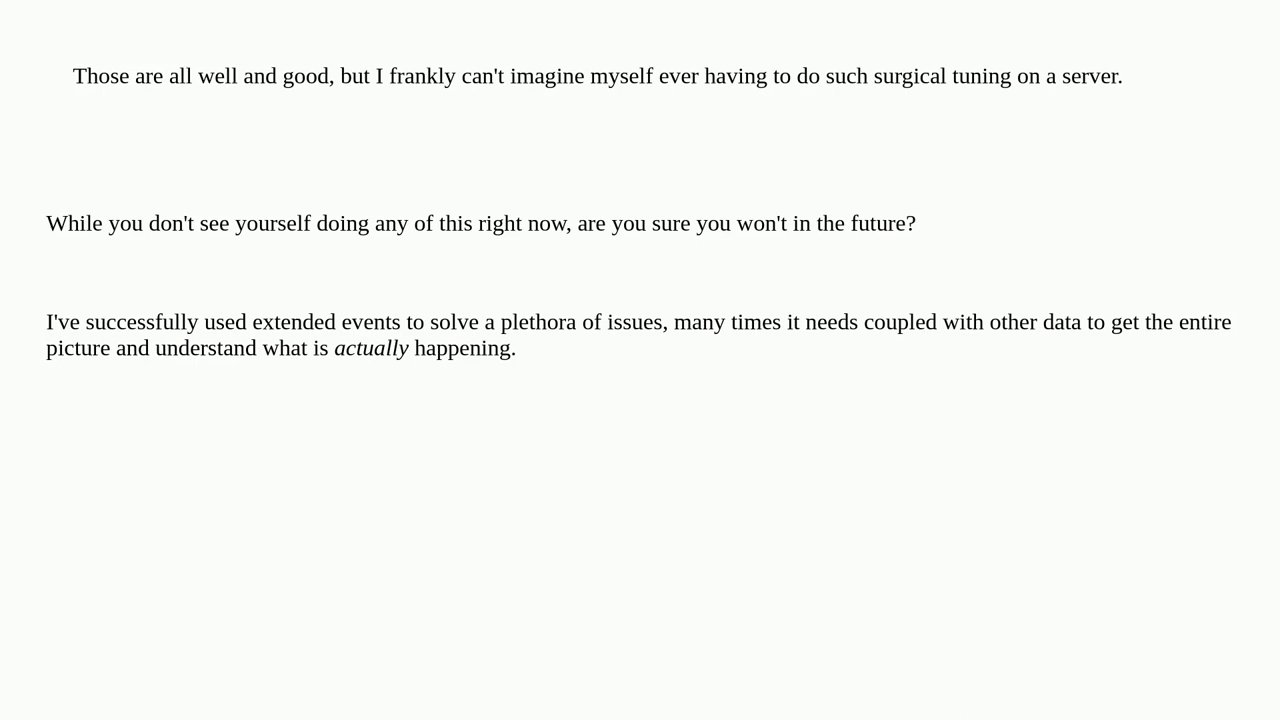 Those are all well and good, but I frankly can't imagine myself ever having to do such surgical tuning on a server.
While you don't see yourself doing any of this right now, are you sure you won't in the future?
I've successfully used extended events to solve a plethora of issues, many times it needs coupled with other data to get the entire
picture and understand what is actually happening.